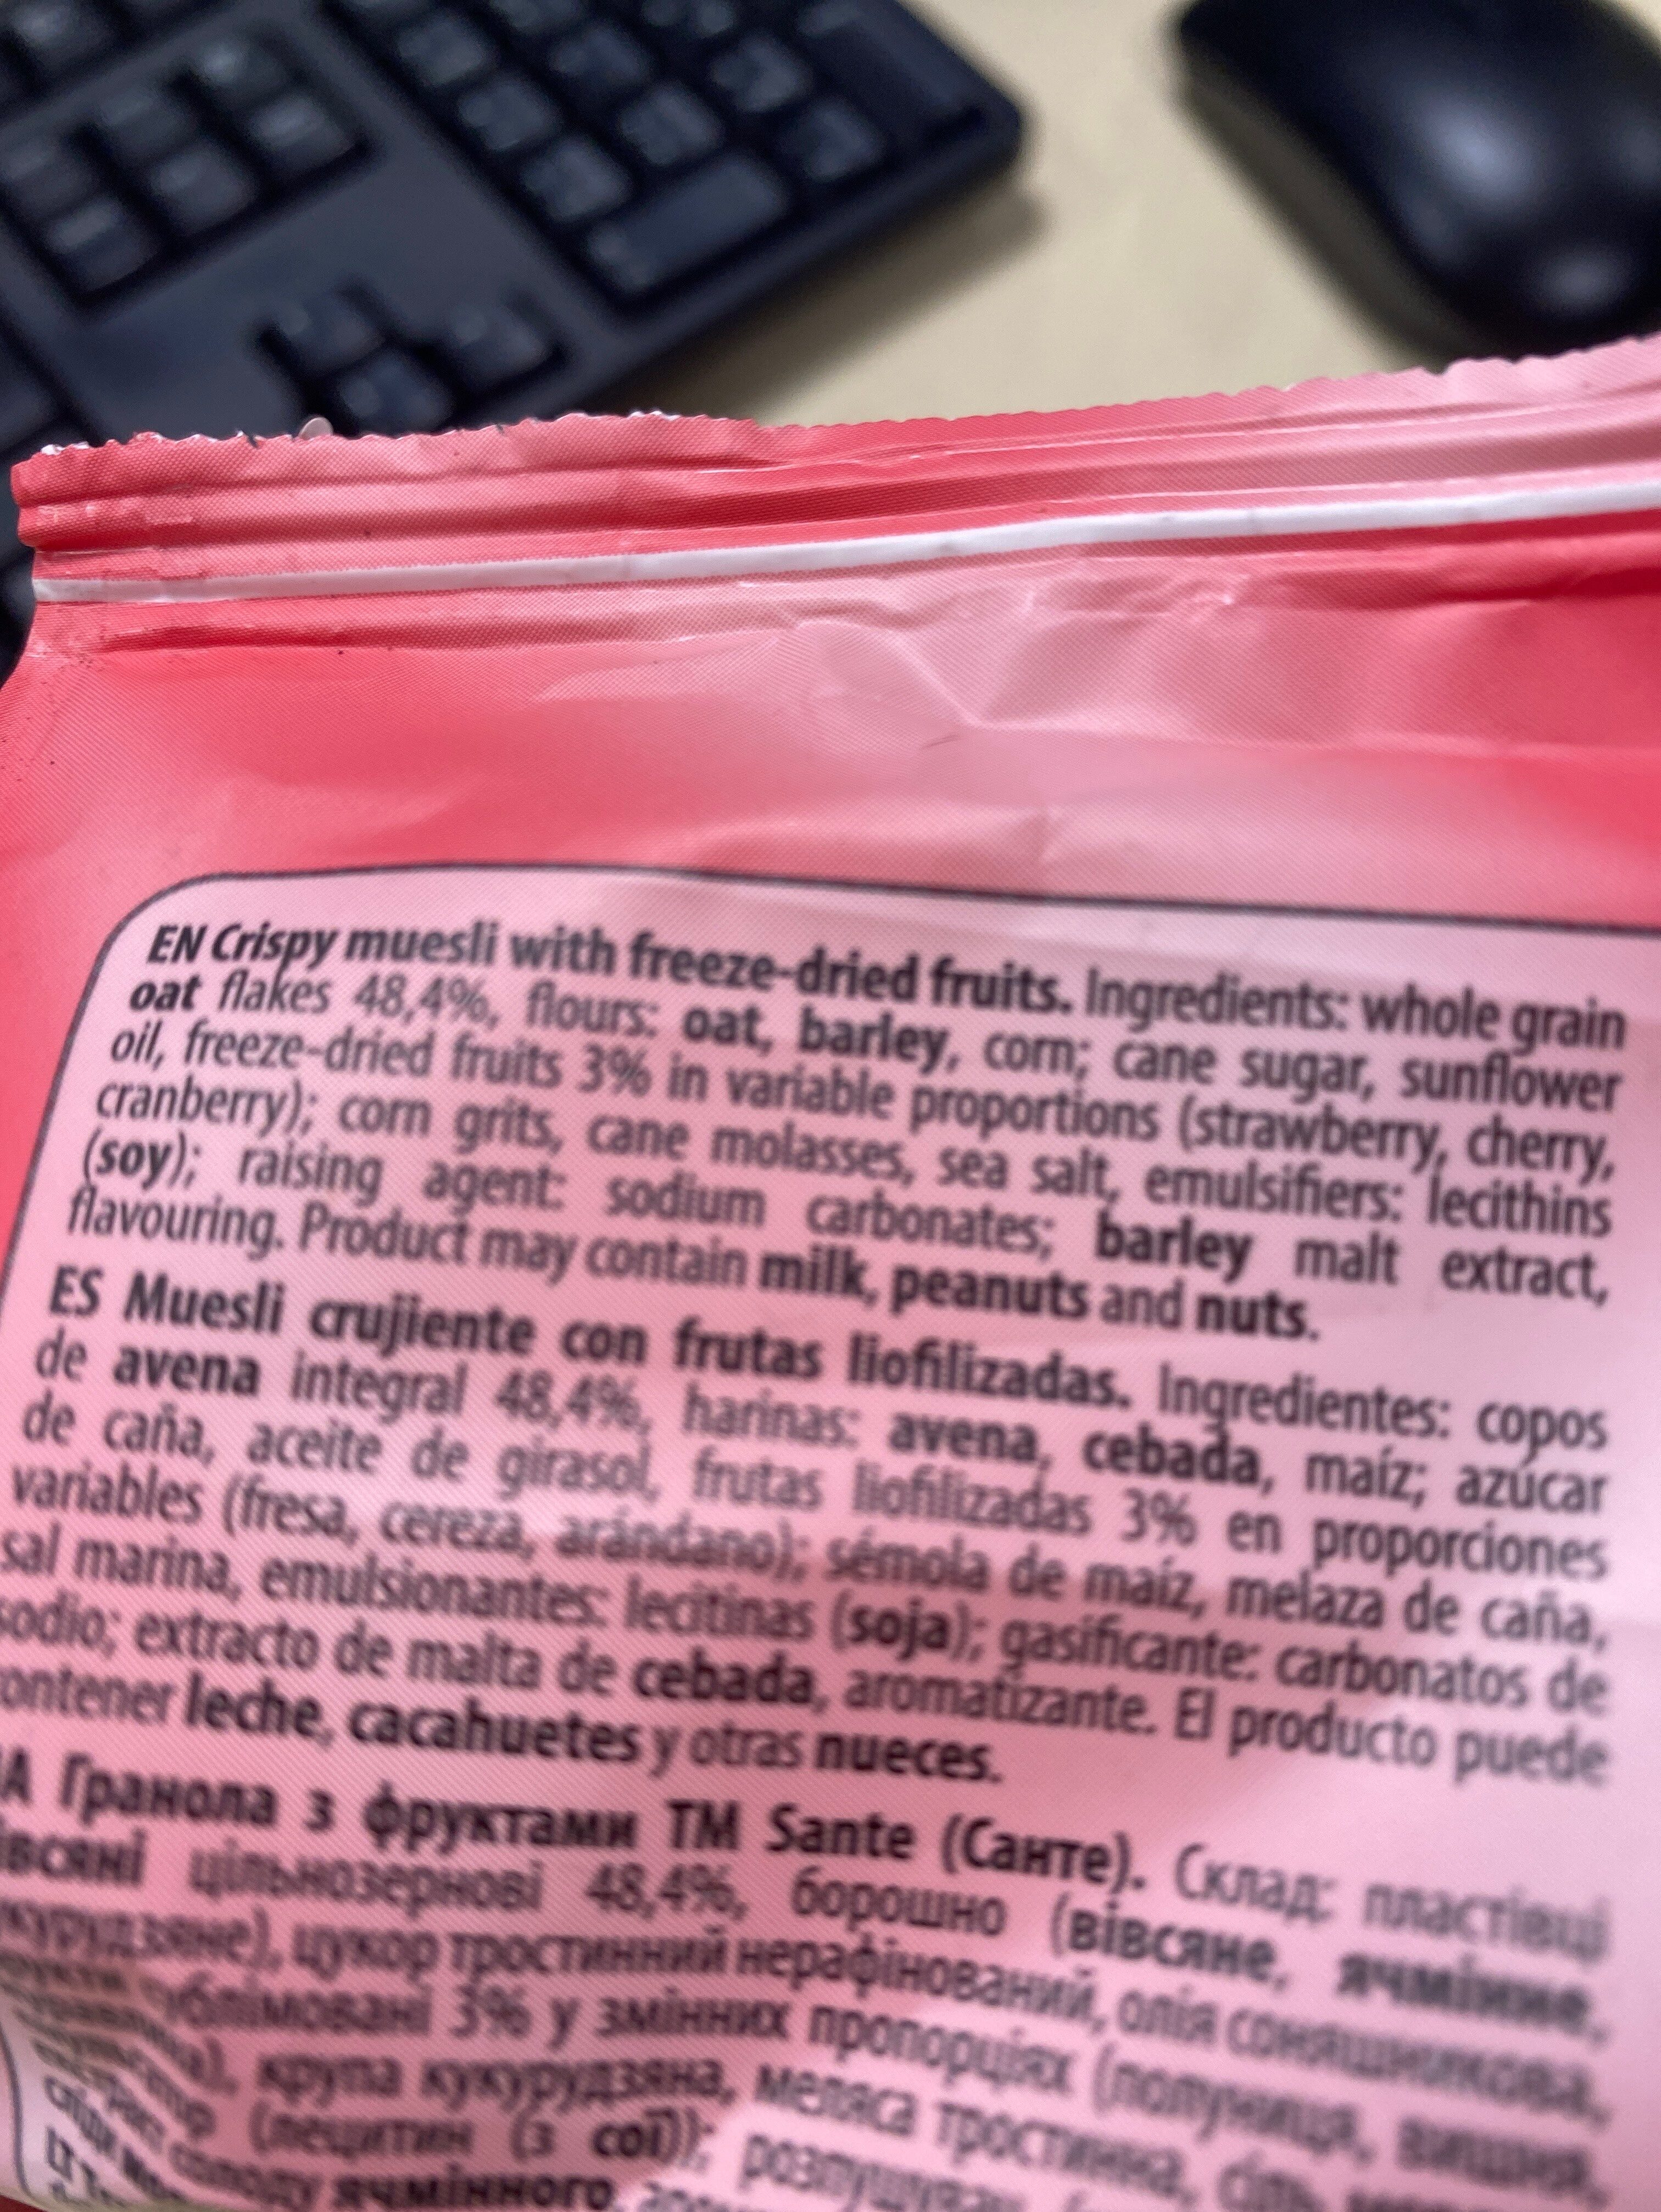 EN Crispy muesli with freeze-dried fruits. Ingredients: whole grain
oat flakes 48,4%, flours: oat, barley, corn; cane sugar, sunflower
oil, freeze-dried fruits 3% in variable proportions (strawberry, cherry,
cranberry); corn grits, cane molasses, sea salt, emulsifiers: lecithins
(soy); raising agent: sodium carbonates; barley malt extract,
flavouring. Product may contain milk, peanuts and nuts.
ES Muesli crujiente con frutas liofilizadas. Ingredientes: copos
de avena integral 48,4%, harinas: avena, cebada, maíz; azúcar
de caña, aceite de girasol, frutas liofilizadas 3% en proporciones
variables (fresa, cereza, arándano); sémola de maíz, melaza de caña,
sal marina, emulsionantes: lecitinas (soja); gasificante: carbonatos de
sodio; extracto de malta de cebada, aromatizante. El producto puede
contener leche, cacahuetes y otras nueces.
Гранола з фруктами ТМ Sante (Санте). Склад: пластівці
цільнозернові 48,4%, борошно (вівсяне, ячмінне,
цукор тростинний нерафінований, олія соняшникова,
3% у змінних пропорціях (полуниця, вишня,
крупа кукурудзяна, меляса тростинна, сіль
(лецитин (з сої));
ячмінного